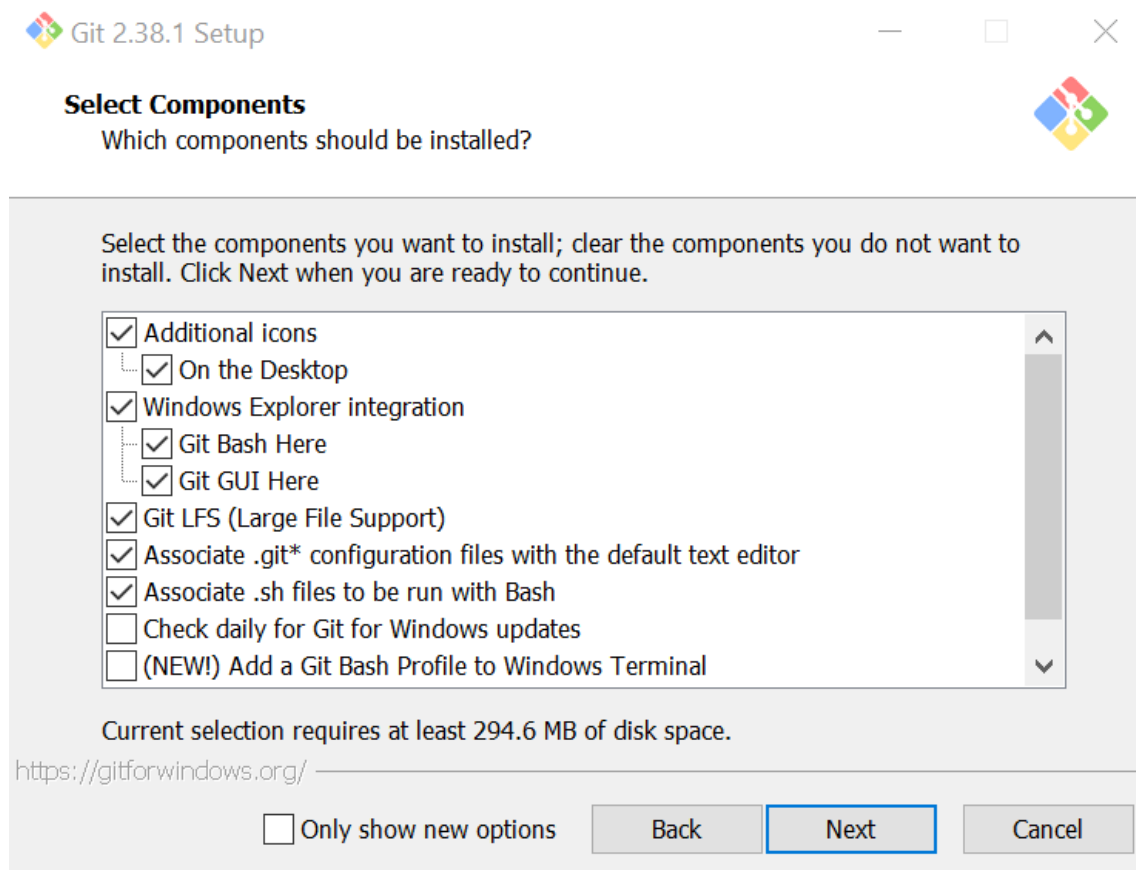 Git 2.38.1 Setup
Select Components
Which components should be installed?
Select the components you want to install; clear the components you do not want to
install. Click Next when you are ready to continue.
Additional icons
On the Desktop
Windows Explorer integration
Git Bash Here
Git GUI Here
Git LFS (Large File Support)
Associate .git* configuration files with the default text editor
Associate .sh files to be run with Bash
Check daily for Git for Windows updates
(NEW!) Add a Git Bash Profile to Windows Terminal
Current selection requires at least 294.6 MB of disk space.
https://gitforwindows.org/
Only show new options
Back
Next
Cancel